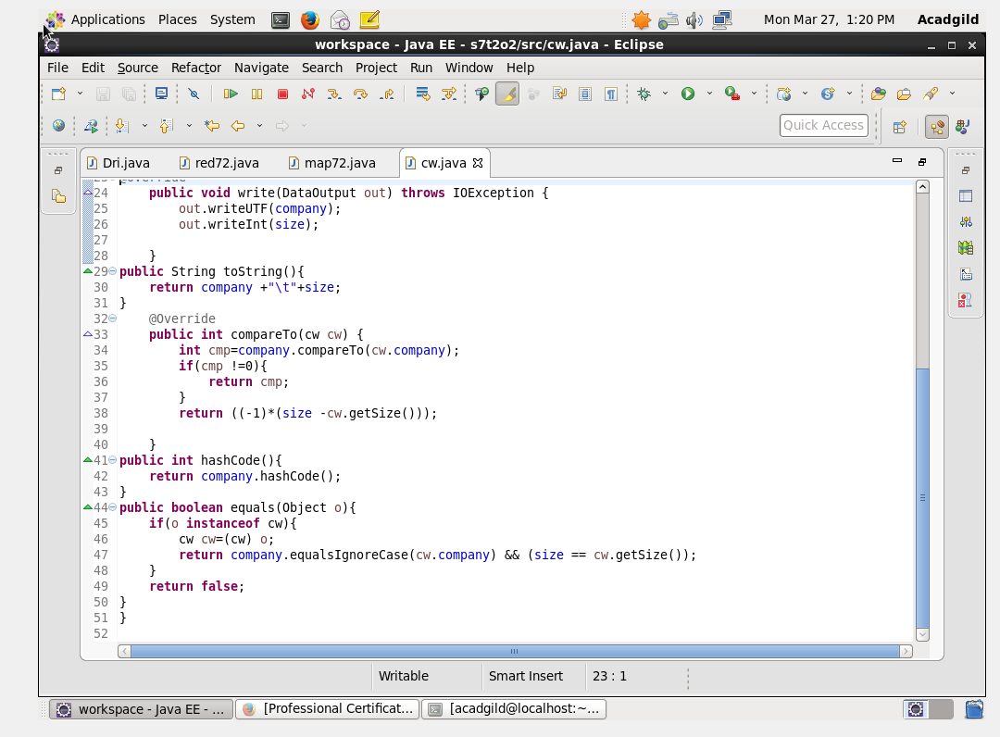 Applications Places System Mon Mar 27, 1:20 PM Acadgild
workspace - Java EE - s7t2o2/src/cw.java - Eclipse
File Edit Source Refactor Navigate Search Project Run Window Help
Quick Access
Dri.java red72.java map72.java cw.java
24 public void write(DataOutput out) throws IOException {
25 out.writeUTF(company);
26 out.writeInt(size);
27
28 }
29 public String toString(){
30 return company +"\t"+size;
31 }
32 @Override
33 public int compareTo(cw cw) {
34 int cmp=company.compareTo(cw.company);
35 if(cmp !=0){
36 return cmp;
37 }
38 return ((-1)*(size -cw.getSize()));
39
40 }
41 public int hashCode(){
42 return company.hashCode();
43 }
44 public boolean equals(Object o){
45 if(o instanceof cw){
46 cw cw=(cw) o;
47 return company.equalsIgnoreCase(cw.company) && (size == cw.getSize());
48 }
49 return false;
50 }
51 }
52
Writable Smart Insert 23 : 1
workspace - Java EE - ... [Professional Certificat... [acadgild@localhost:~...